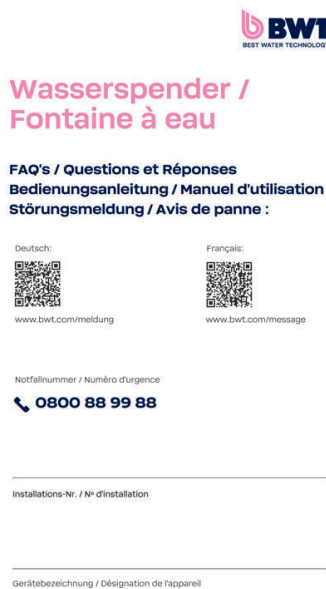 BWT
BEST WATER TECHNOLOGY
Wasserspender /
Fontaine à eau
FAQ's / Questions et Réponses
Bedienungsanleitung / Manuel d'utilisation
Störungsmeldung / Avis de panne :
Deutsch:
Français:
www.bwt.com/meldung
www.bwt.com/message
Notfallnummer / Numéro d'urgence
0800 88 99 88
Installations-Nr. / Nº d'installation
Gerätebezeichnung / Désignation de l'appareil